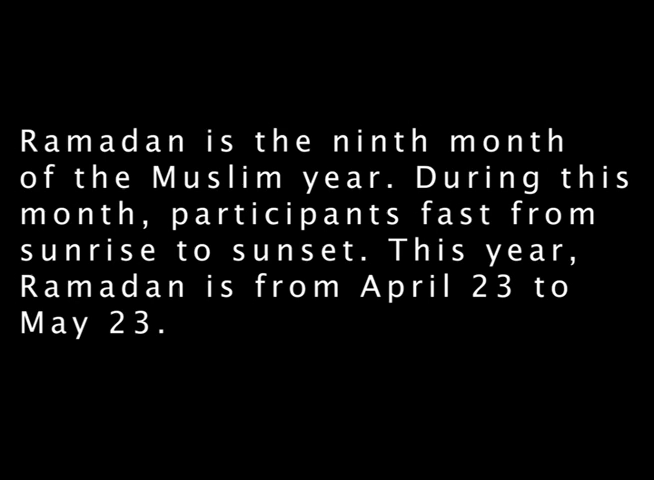 Ramadan is the ninth month
of the Muslim year. During this
month, participants fast from
sunrise to sunset. This year,
Ramadan is from April 23 to
May 23.